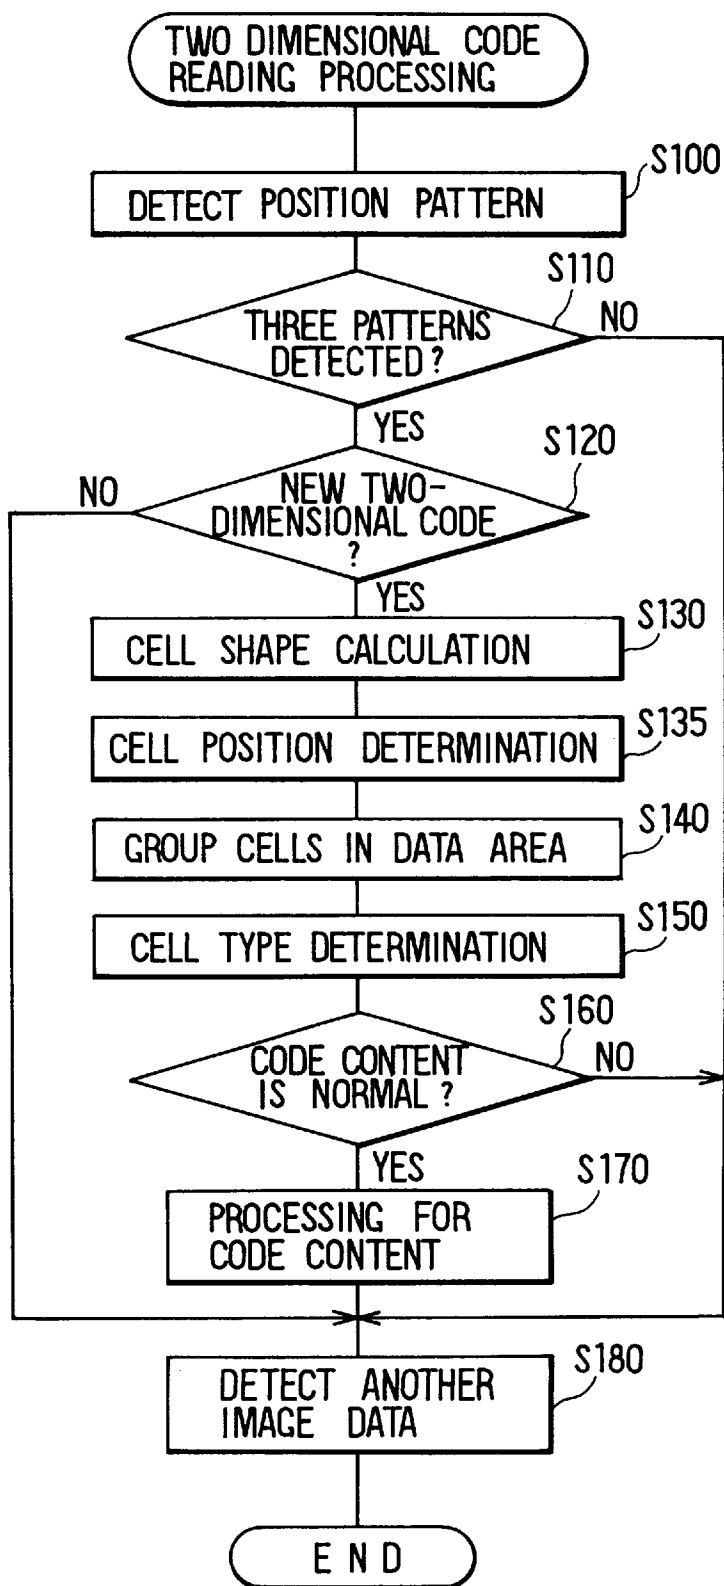 TWO DIMENSIONAL CODE
READING PROCESSING
S100
DETECT POSITION PATTERN
S110
THREE PATTERNS
DETECTED?
NO
YES
S120
NO
NEW TWO-
DIMENSIONAL CODE
?
YES
S130
CELL SHAPE CALCULATION
S135
CELL POSITION DETERMINATION
S140
GROUP CELLS IN DATA AREA
S150
CELL TYPE DETERMINATION
S160
CODE CONTENT
IS NORMAL?
NO
YES
S170
PROCESSING FOR
CODE CONTENT
S180
DETECT ANOTHER
IMAGE DATA
END